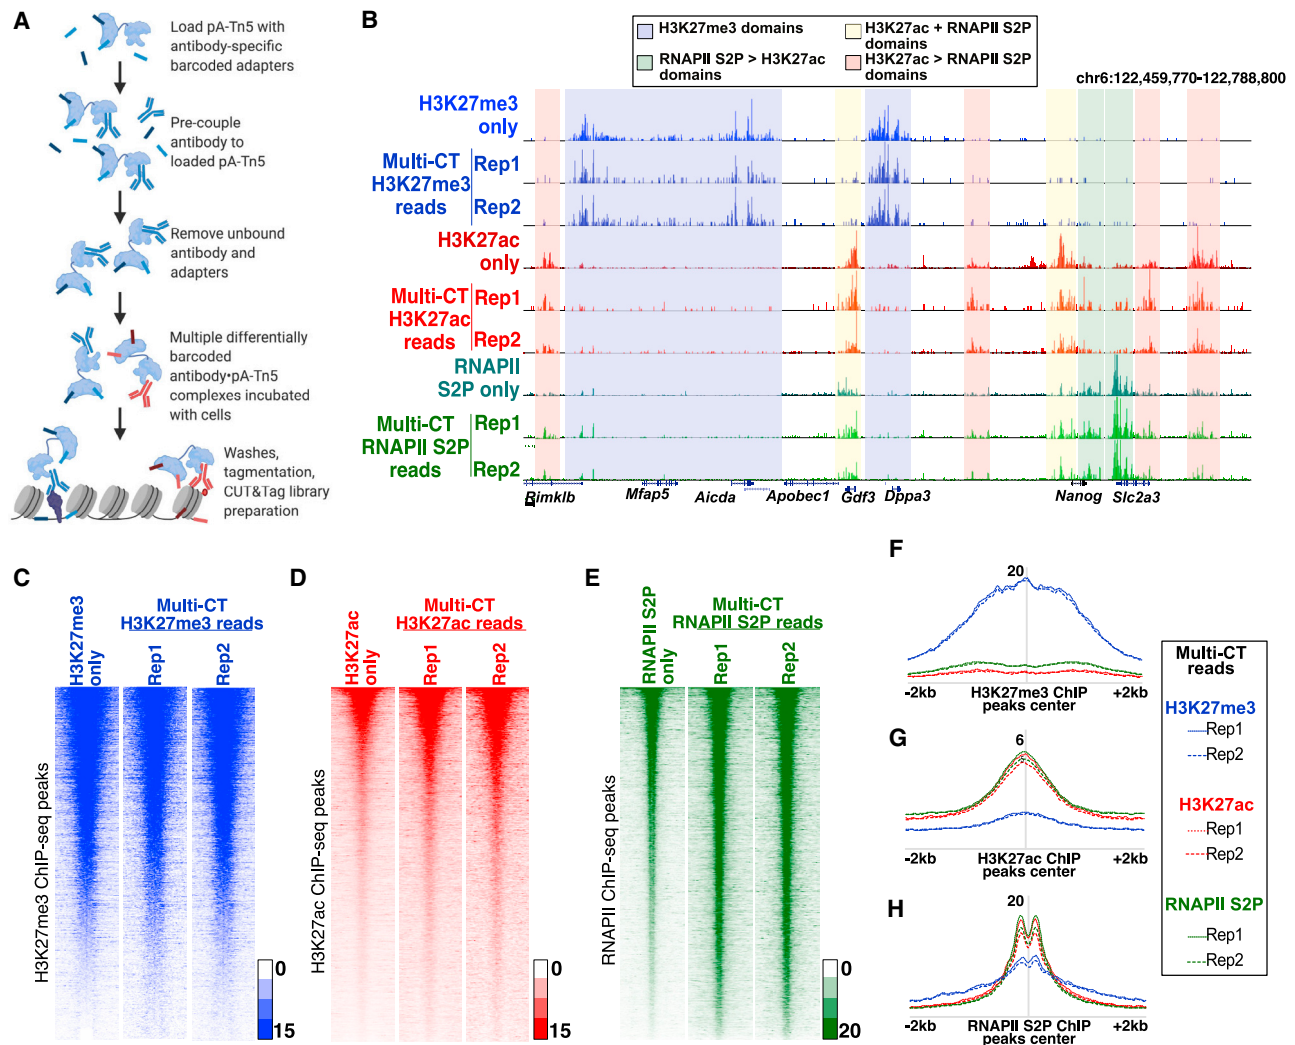 A
Load pA-Tn5 with
antibody-specific
barcoded adapters
Pre-couple
antibody to
loaded pA-Tn5
Remove unbound
antibody and
adapters
Multiple differentially
barcoded
antibody•pA-Tn5
complexes incubated
with cells
Washes,
tagmentation,
CUT&Tag library
preparation
B
H3K27me3 domains
H3K27ac + RNAPII S2P
domains
RNAPII S2P > H3K27ac
domains
H3K27ac > RNAPII S2P
domains
chr6:122,459,770-122,788,800
H3K27me3
only
Multi-CT
H3K27me3
reads
Rep1
Rep2
H3K27ac
only
Multi-CT
H3K27ac
reads
Rep1
Rep2
RNAPII
S2P only
Multi-CT
RNAPII S2P
reads
Rep1
Rep2
Rimklb
Mfap5
Aicda
Apobec1
Gdf3
Dppa3
Nanog
Slc2a3
C
H3K27me3
only
Multi-CT
H3K27me3 reads
Rep1
Rep2
H3K27me3 ChIP-seq peaks
0
15
D
H3K27ac
only
Multi-CT
H3K27ac reads
Rep1
Rep2
H3K27ac ChIP-seq peaks
0
15
E
RNAPII S2P
only
Multi-CT
RNAPII S2P reads
Rep1
Rep2
RNAPII ChIP-seq peaks
0
20
F
20
-2kb
H3K27me3 ChIP
peaks center
+2kb
G
6
-2kb
H3K27ac ChIP
peaks center
+2kb
H
20
-2kb
RNAPII S2P ChIP
peaks center
+2kb
Multi-CT
reads
H3K27me3
Rep1
Rep2
H3K27ac
Rep1
Rep2
RNAPII S2P
Rep1
Rep2